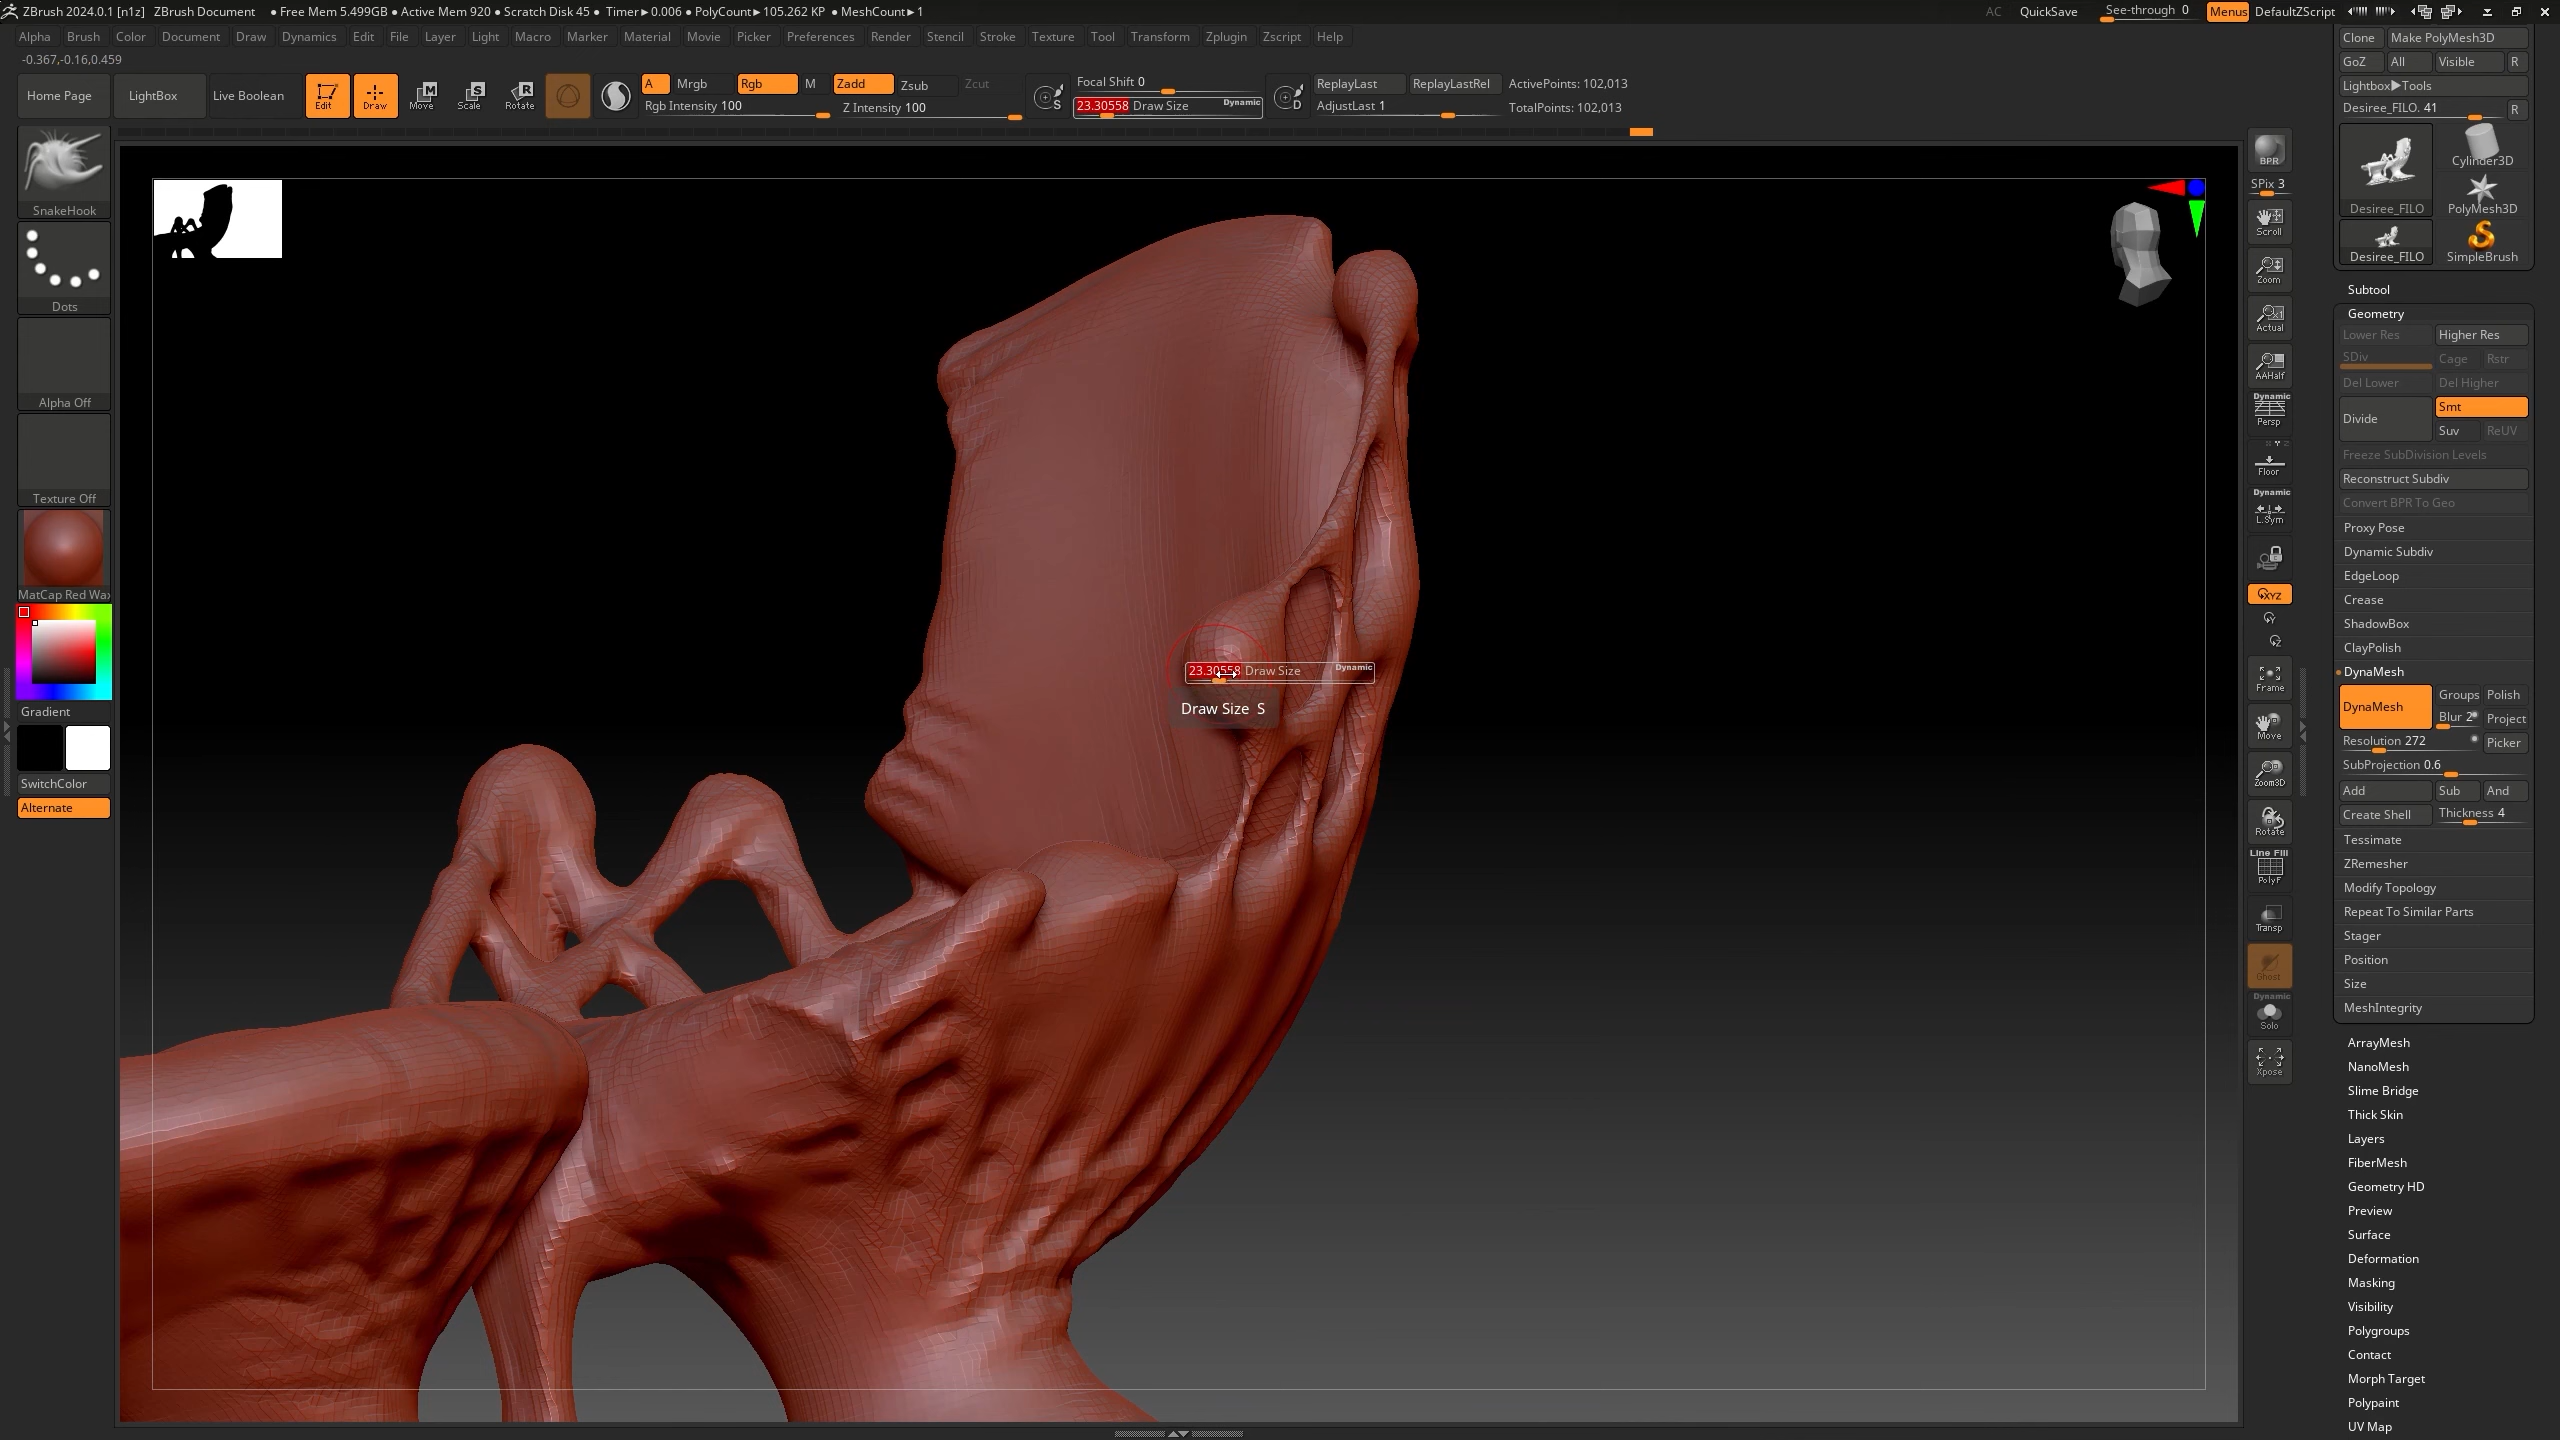 ZBrush 2024.0.1 [n1z] ZBrush Document ● Free Mem 5.499GB ● Active Mem 920 ● Scratch Disk 45 ● Timer►0.006 ● PolyCount►105.262 KP ● MeshCount►1 AC QuickSave See-through 0 Menus DefaultZScript
Alpha Brush Color Document Draw Dynamics Edit File Layer Light Macro Marker Material Movie Picker Preferences Render Stencil Stroke Texture Tool Transform Zplugin Zscript Help
-0.367,-0.16,0.459
Home Page LightBox Live Boolean Edit Draw Move Scale Rotate
A Mrgb Rgb M Zadd Zsub Zcut
Rgb Intensity 100 Z Intensity 100
Focal Shift 0
23.30558 Draw Size Dynamic
ReplayLast ReplayLastRel ActivePoints: 102,013
AdjustLast 1 TotalPoints: 102,013
SnakeHook
Dots
Alpha Off
Texture Off
MatCap Red Wax
Gradient
SwitchColor
Alternate
23.30558 Draw Size Dynamic
Draw Size S
BPR
SPix 3
Scroll
Zoom
Actual
AAHalf
Dynamic
Persp
Floor
Dynamic
L.Sym
XYZ
Frame
Move
Zoom3D
Rotate
Line Fill
PolyF
Transp
Ghost
Dynamic
Solo
Xpose
Clone Make PolyMesh3D
GoZ All Visible R
Lightbox►Tools
Desiree_FILO. 41 R
Desiree_FILO Cylinder3D
PolyMesh3D
Desiree_FILO SimpleBrush
Subtool
Geometry
Lower Res Higher Res
SDiv Cage Rstr
Del Lower Del Higher
Divide Smt
Suv ReUV
Freeze SubDivision Levels
Reconstruct Subdiv
Convert BPR To Geo
Proxy Pose
Dynamic Subdiv
EdgeLoop
Crease
ShadowBox
ClayPolish
DynaMesh
DynaMesh Groups Polish
Blur 2 Project
Resolution 272 Picker
SubProjection 0.6
Add Sub And
Create Shell Thickness 4
Tessimate
ZRemesher
Modify Topology
Repeat To Similar Parts
Stager
Position
Size
MeshIntegrity
ArrayMesh
NanoMesh
Slime Bridge
Thick Skin
Layers
FiberMesh
Geometry HD
Preview
Surface
Deformation
Masking
Visibility
Polygroups
Contact
Morph Target
Polypaint
UV Map